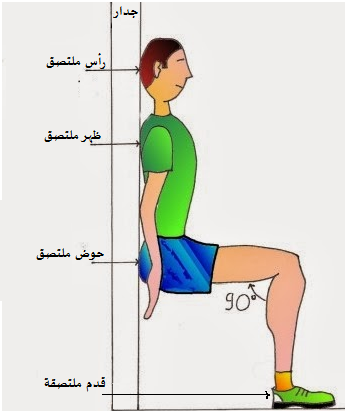 جدار
رأس ملتصق
ظهر ملتصق
حوض ملتصق
90°
قدم ملتصقة